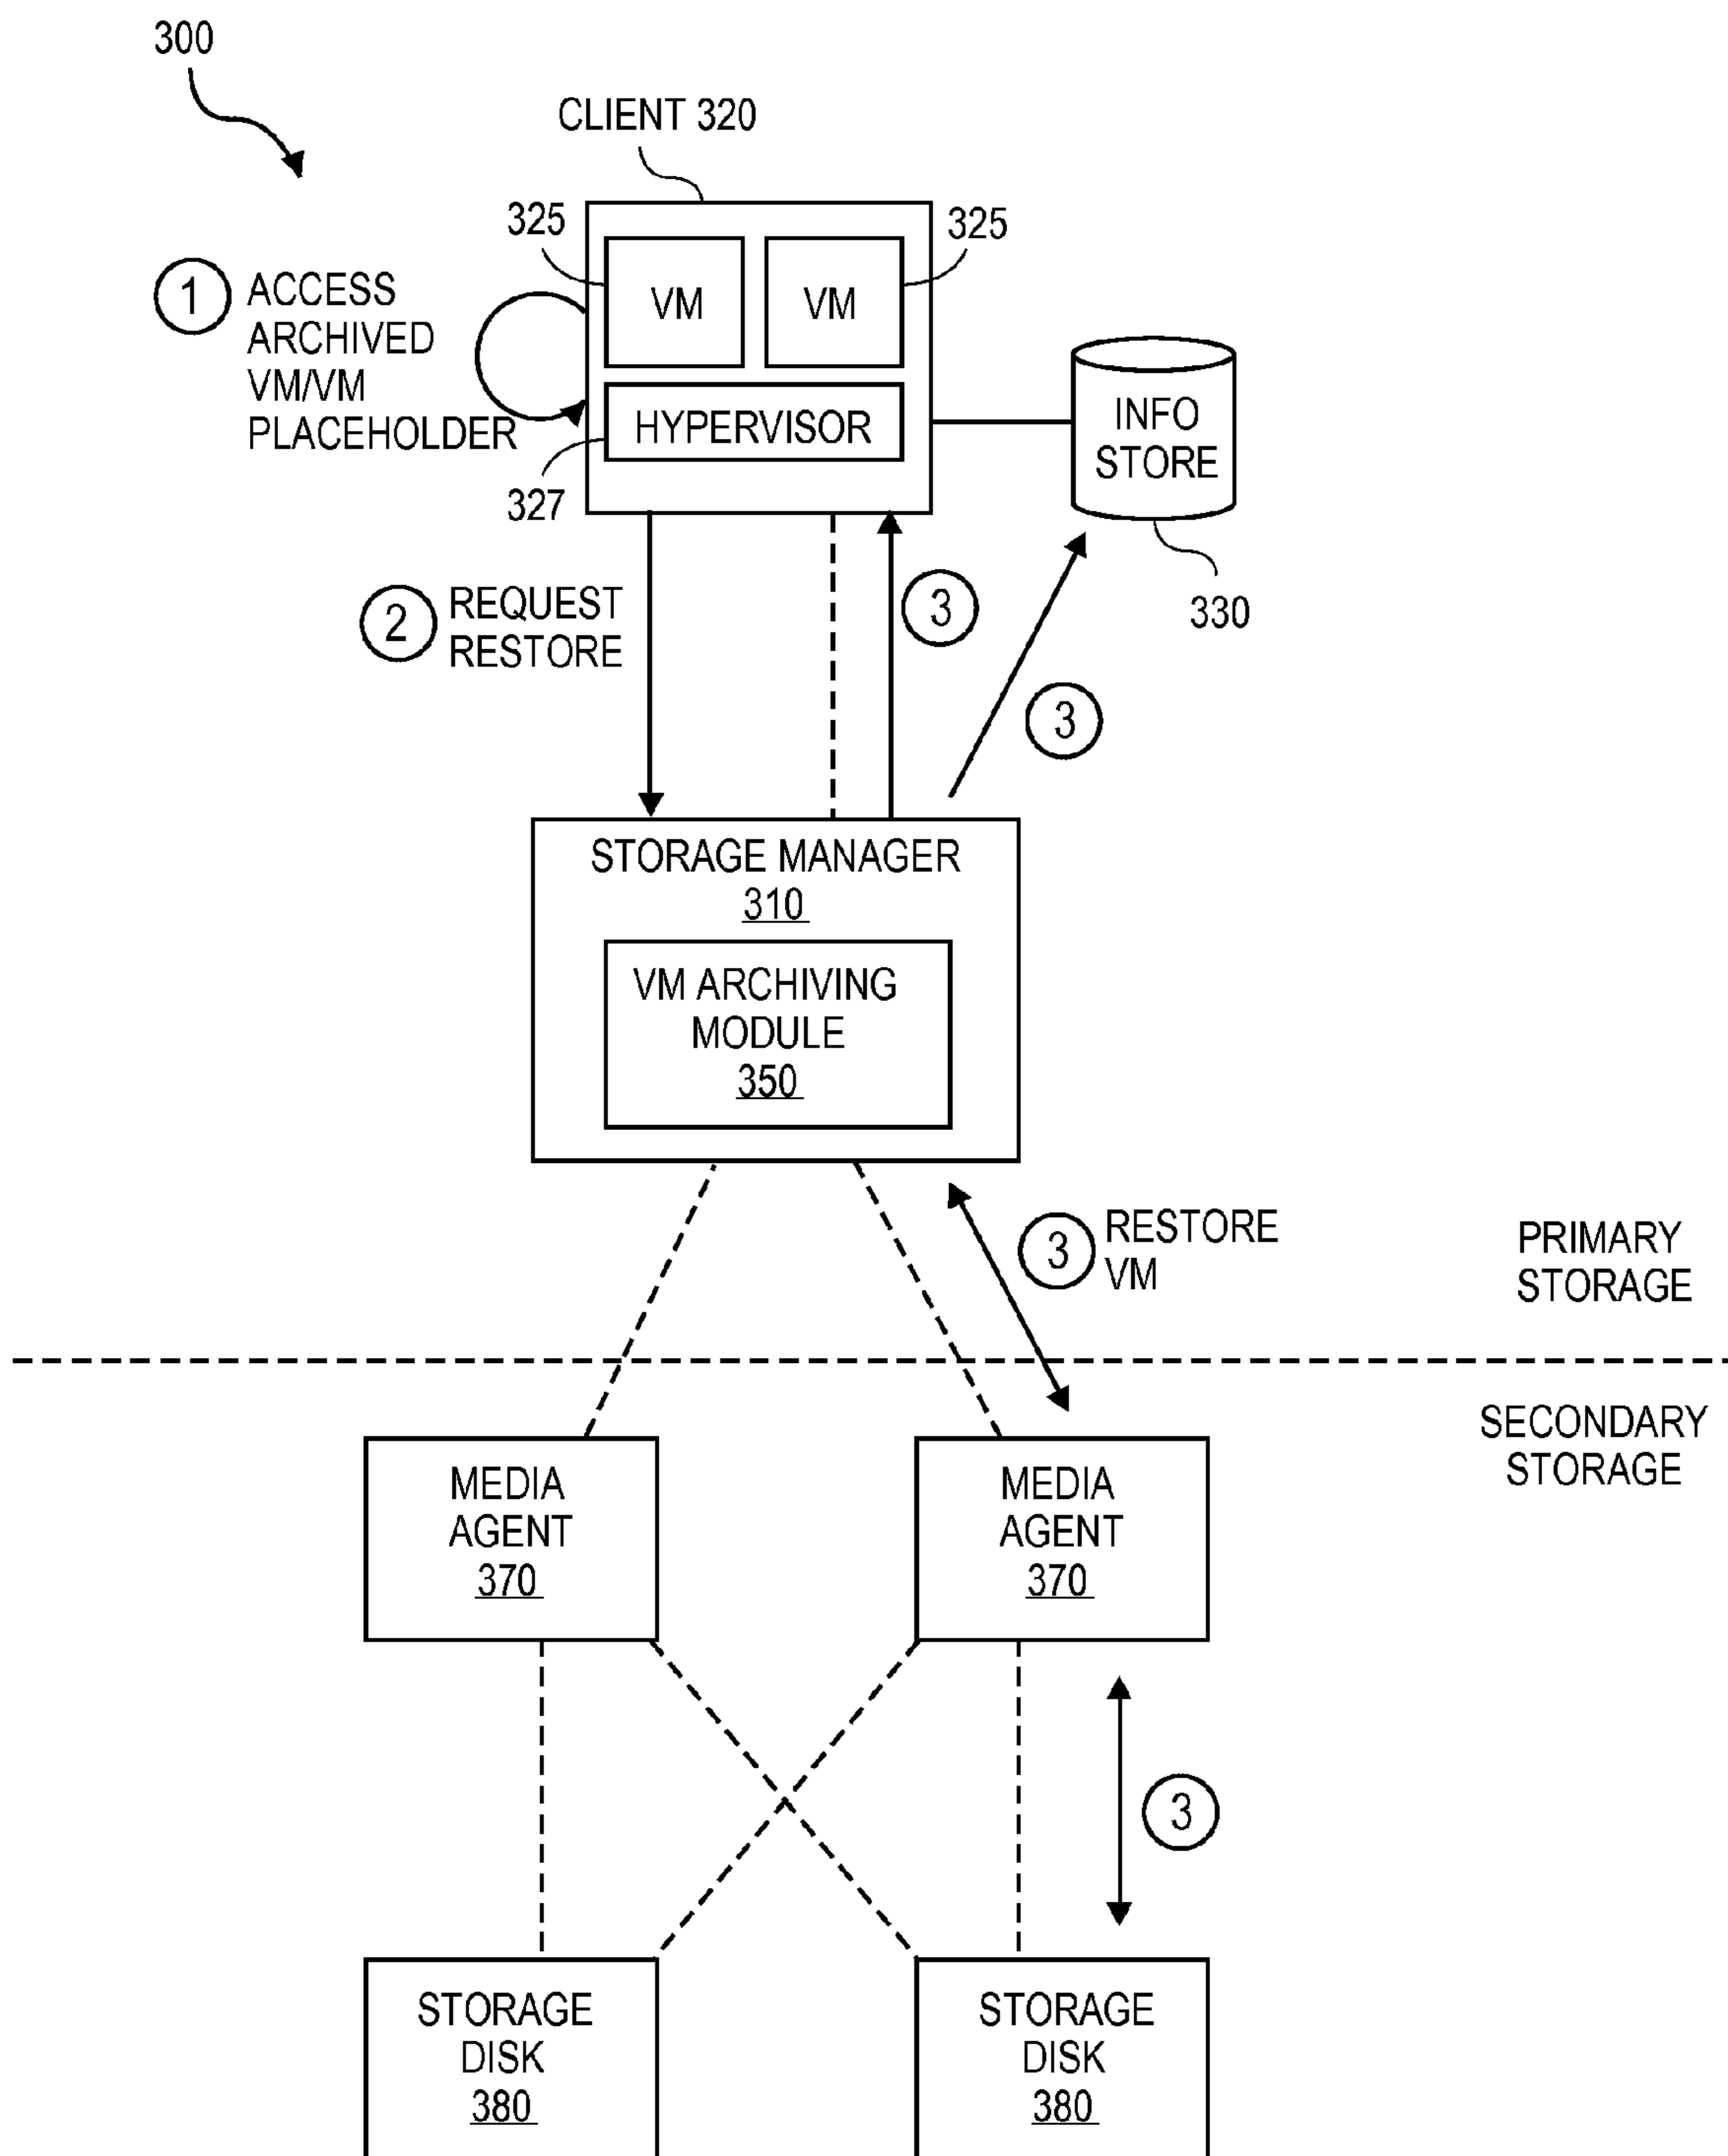 300
CLIENT 320
325
325
VM
VM
1
ACCESS
ARCHIVED
VM/VM
PLACEHOLDER
HYPERVISOR
327
INFO
STORE
330
2
REQUEST
RESTORE
3
3
STORAGE MANAGER
310
VM ARCHIVING
MODULE
350
3
RESTORE
VM
PRIMARY
STORAGE
SECONDARY
STORAGE
MEDIA
AGENT
370
MEDIA
AGENT
370
3
STORAGE
DISK
380
STORAGE
DISK
380